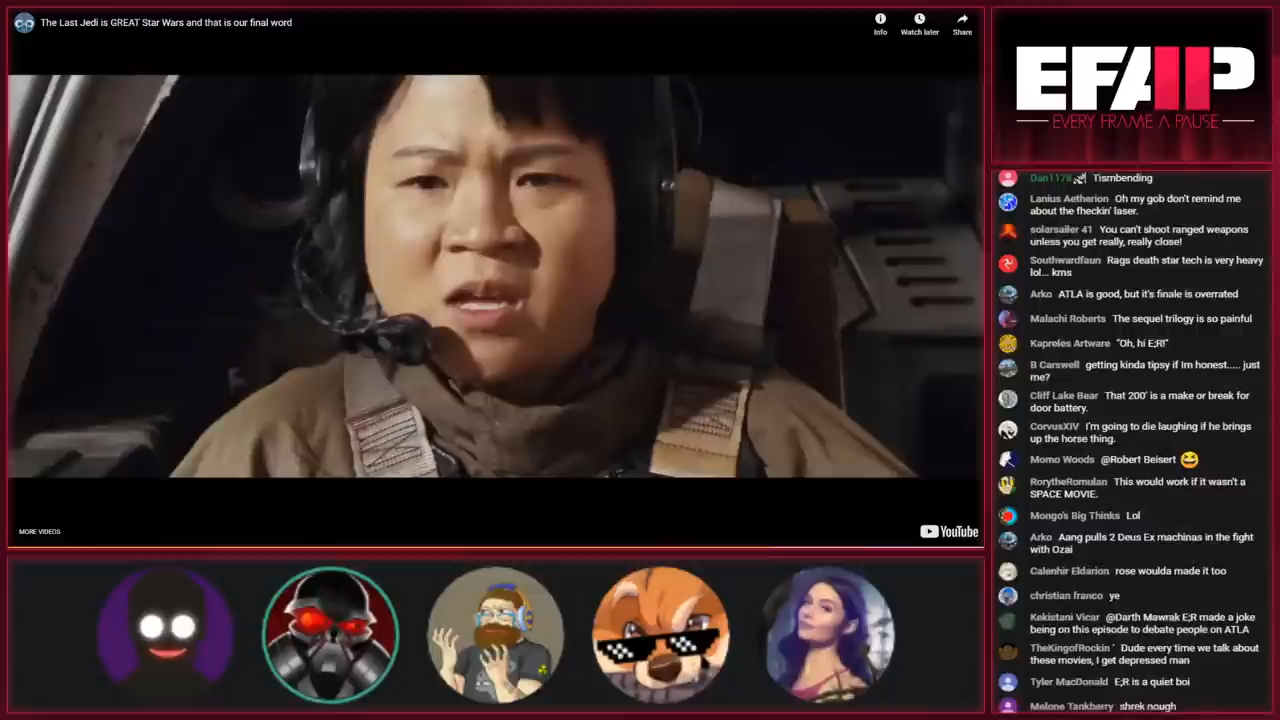 The Last Jedi is GREAT Star Wars and that is our final word
Info
Watch later
Share
MORE VIDEOS
YouTube
EFAP
EVERY FRAME A PAUSE
Dan1178 Tismbending
Lanius Aetherion Oh my gob don't remind me
about the fheckin' laser.
solarsailer 41 You can't shoot ranged weapons
unless you get really, really close!
Southwardfaun Rags death star tech is very heavy
lol... kms
Arko ATLA is good, but it's finale is overrated
Malachi Roberts The sequel trilogy is so painful
Kapreles Artware "Oh, hi E;R!"
B Carswell getting kinda tipsy if Im honest..... just
me?
Cliff Lake Bear That 200' is a make or break for
door battery.
CorvusXIV I'm going to die laughing if he brings
up the horse thing.
Momo Woods @Robert Beisert 😆
RorytheRomulan This would work if it wasn't a
SPACE MOVIE.
Mongo's Big Thinks Lol
Arko Aang pulls 2 Deus Ex machinas in the fight
with Ozai
Calenhir Eldarion rose woulda made it too
christian franco ye
Kekistani Vicar @Darth Mawrak E;R made a joke
being on this episode to debate people on ATLA
TheKingofRockin ' Dude every time we talk about
these movies, I get depressed man
Tyler MacDonald E;R is a quiet boi
Melone Tankberry shrek nough